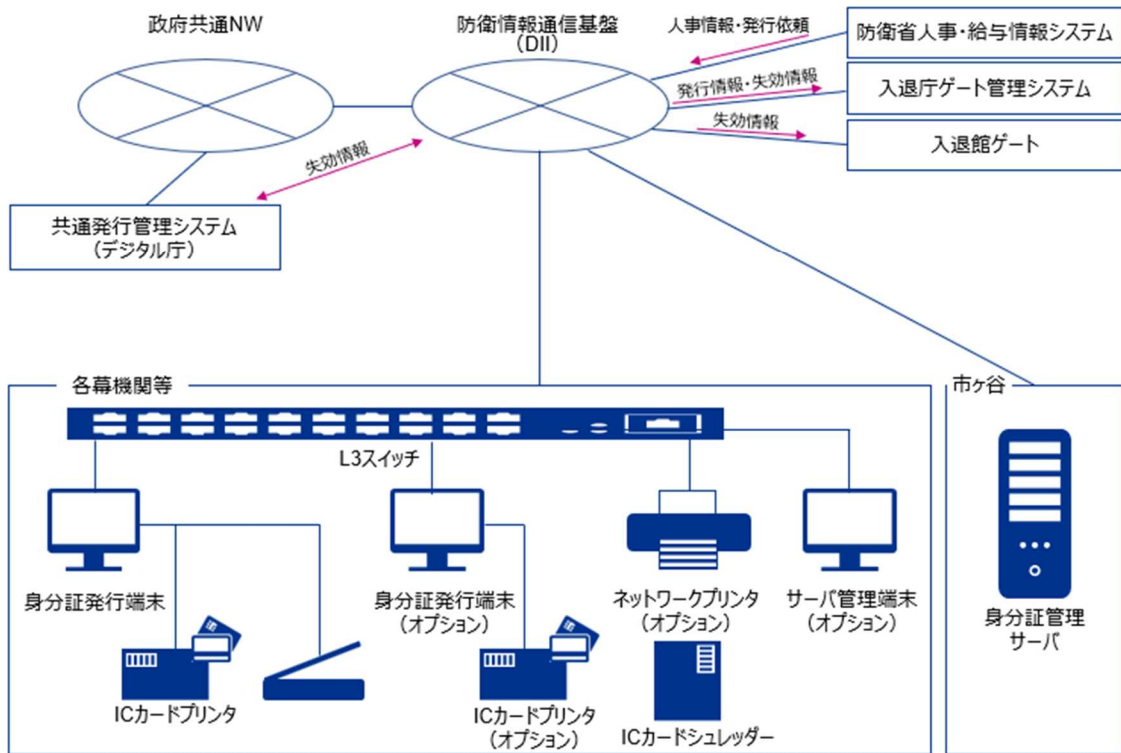 政府共通NW
防衛情報通信基盤
(DII)
人事情報・発行依頼
防衛省人事・給与情報システム
発行情報・失効情報
入退庁ゲート管理システム
失効情報
入退館ゲート
失効情報
共通発行管理システム
(デジタル庁)
各幕機関等
市ヶ谷
L3スイッチ
身分証発行端末
身分証発行端末
(オプション)
ネットワークプリンタ
(オプション)
サーバ管理端末
(オプション)
身分証管理
サーバ
ICカードプリンタ
ICカードプリンタ
(オプション)
ICカードシュレッダー